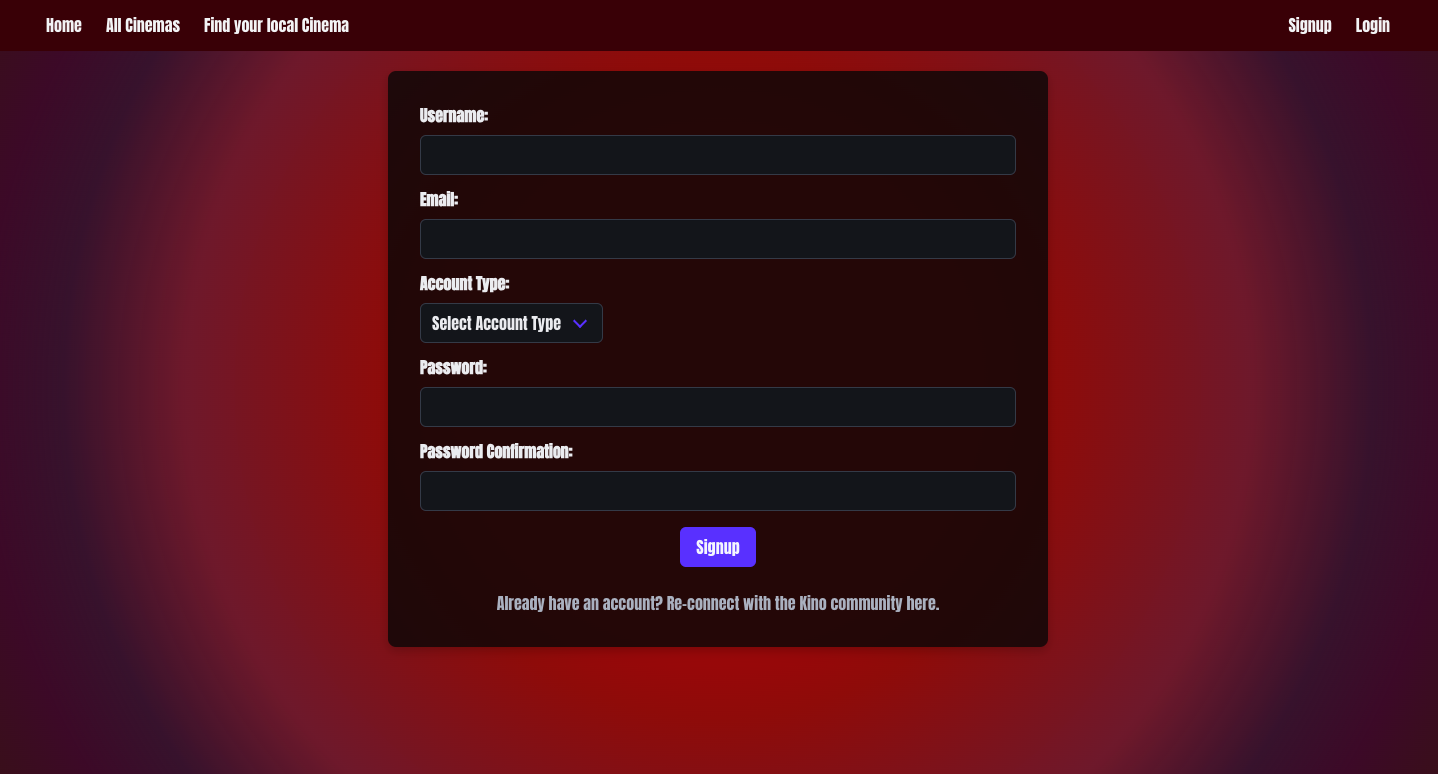 Home All Cinemas Find your local Cinema Signup Login
Username:
Email:
Account Type:
Select Account Type
Password:
Password Confirmation:
Signup
Already have an account? Re-connect with the Kino community here.